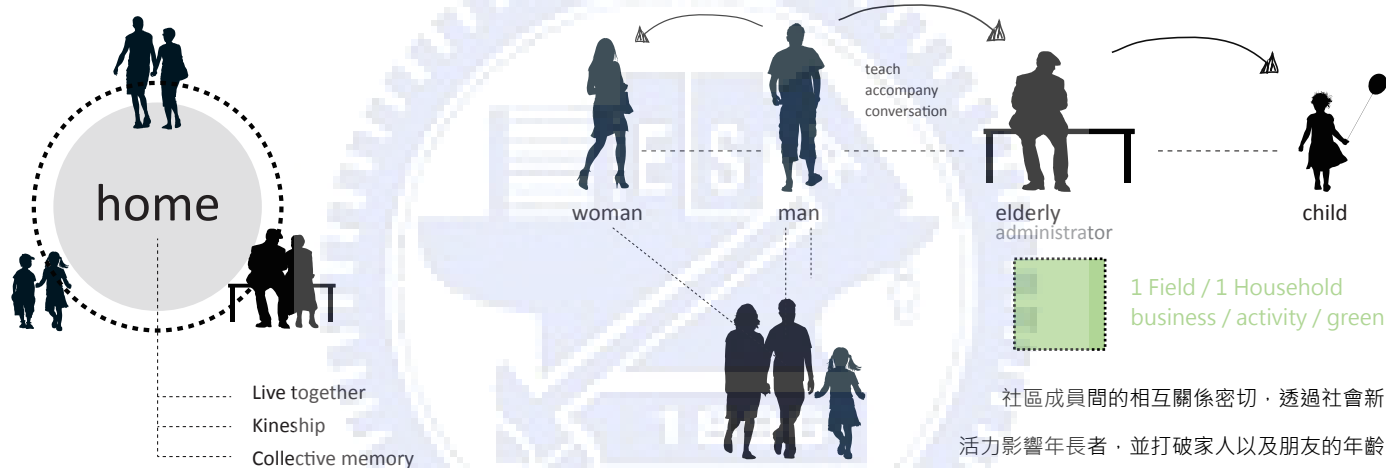 home
Live together
Kineship
Collective memory
teach
accompany
conversation
woman
man
elderly
administrator
child
1 Field / 1 Household
business / activity / green
社區成員間的相互關係密切，透過社會新
活力影響年長者，並打破家人以及朋友的年齡